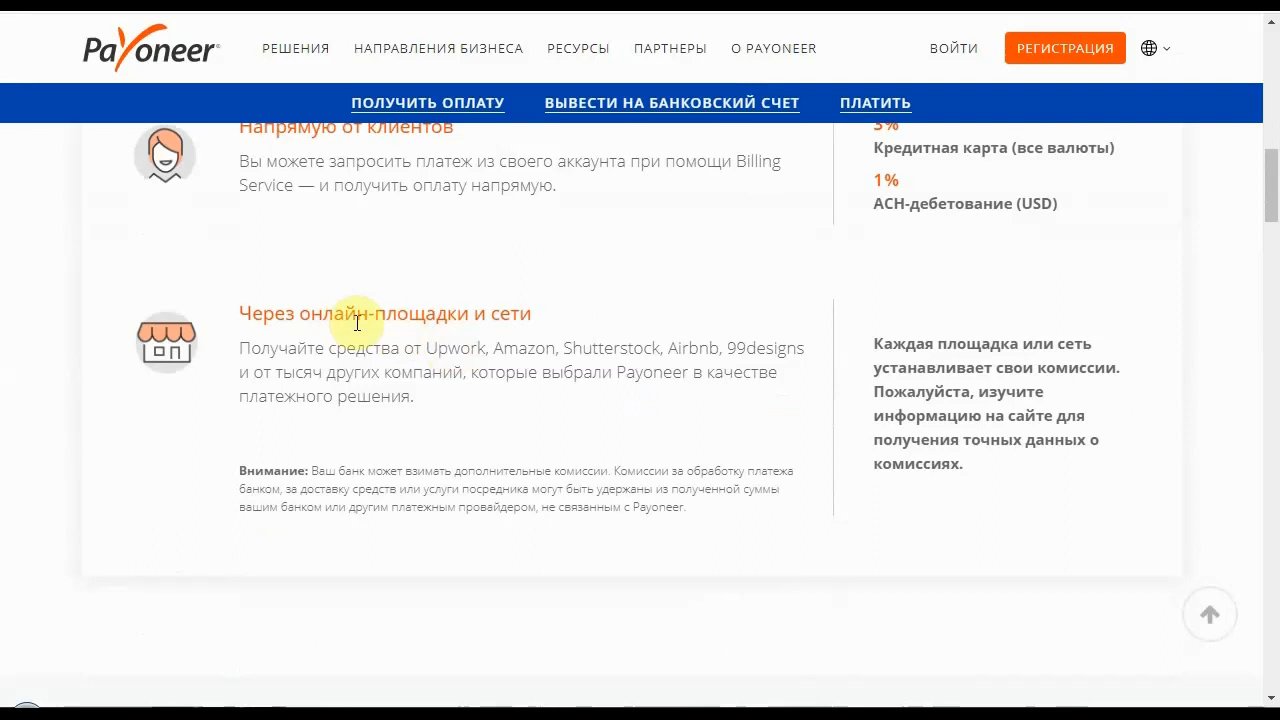 Payoneer
РЕШЕНИЯ НАПРАВЛЕНИЯ БИЗНЕСА РЕСУРСЫ ПАРТНЕРЫ О PAYONEER ВОЙТИ РЕГИСТРАЦИЯ
ПОЛУЧИТЬ ОПЛАТУ ВЫВЕСТИ НА БАНКОВСКИЙ СЧЕТ ПЛАТИТЬ
Напрямую от клиентов
Вы можете запросить платеж из своего аккаунта при помощи Billing
Service — и получить оплату напрямую.
3%
Кредитная карта (все валюты)
1%
АСН-дебетование (USD)
Через онлайн-площадки и сети
Получайте средства от Upwork, Amazon, Shutterstock, Airbnb, 99designs
и от тысяч других компаний, которые выбрали Payoneer в качестве
платежного решения.
Внимание: Ваш банк может взимать дополнительные комиссии. Комиссии за обработку платежа
банком, за доставку средств или услуги посредника могут быть удержаны из полученной суммы
вашим банком или другим платежным провайдером, не связанным с Payoneer.
Каждая площадка или сеть
устанавливает свои комиссии.
Пожалуйста, изучите
информацию на сайте для
получения точных данных о
комиссиях.